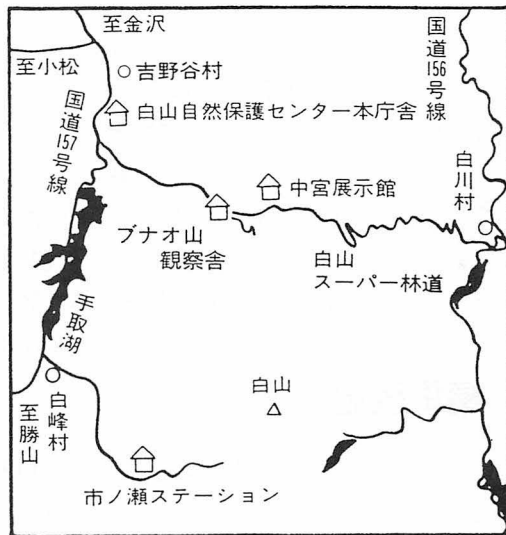 至金沢
至小松
吉野谷村
白山自然保護センター本庁舎
国道157号線
国道156号線
白川村
中宮展示館
ブナオ山
観察舎
白山
スーパー林道
手取湖
白山
白峰村
至勝山
市ノ瀬ステーション